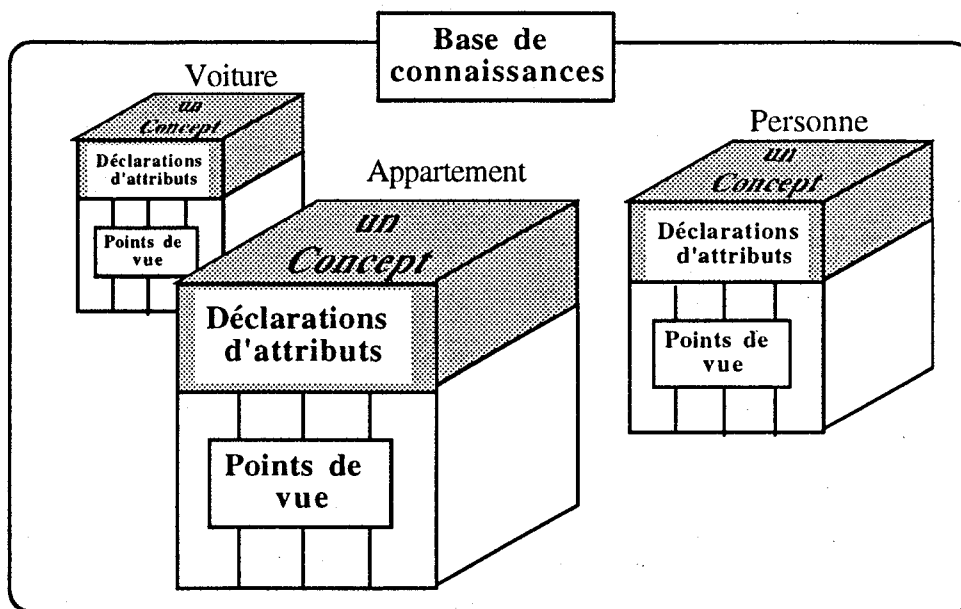 Base de
connaissances
Voiture
un
Concept
Déclarations
d'attributs
Points de
vue
Appartement
un
Concept
Déclarations
d'attributs
Points de
vue
Personne
un
Concept
Déclarations
d'attributs
Points de
vue